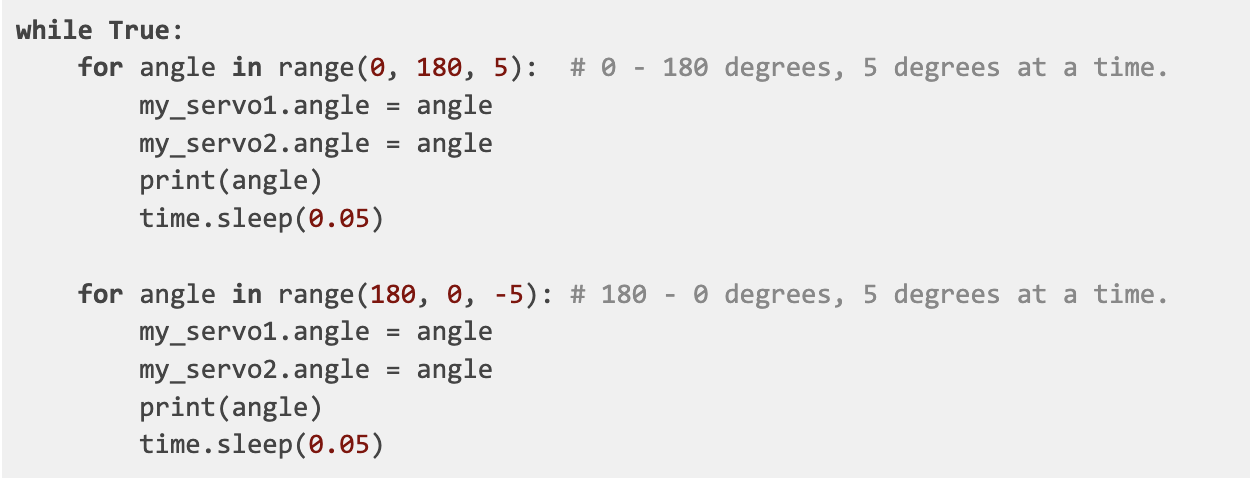 while True:
    for angle in range(0, 180, 5):  # 0 - 180 degrees, 5 degrees at a time.
        my_servo1.angle = angle
        my_servo2.angle = angle
        print(angle)
        time.sleep(0.05)

    for angle in range(180, 0, -5): # 180 - 0 degrees, 5 degrees at a time.
        my_servo1.angle = angle
        my_servo2.angle = angle
        print(angle)
        time.sleep(0.05)